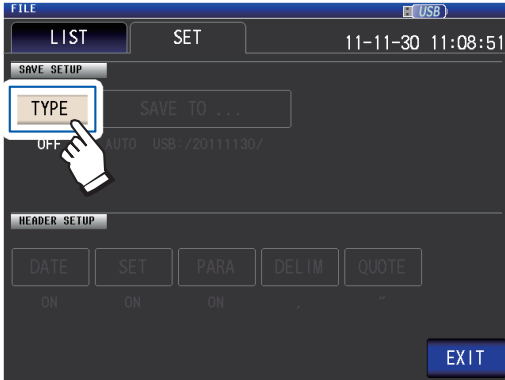 FILE USB
LIST SET 11-11-30 11:08:51
SAVE SETUP
TYPE SAVE TO ...
OFF AUTO USB:/20111130/
HEADER SETUP
DATE SET PARA DELIM QUOTE
ON ON ON , "
EXIT